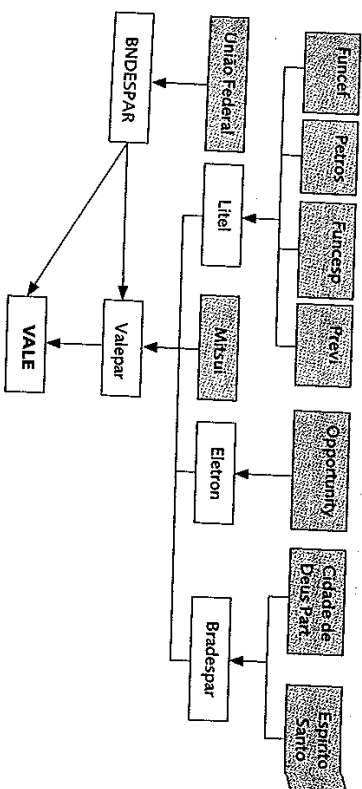 Funcef
Petros
Funcesp
Previ
Opportunity
Cidade de
Deus Part.
Espírito
Santo
União Federal
Litel
Mitsui
Eletron
Bradespar
BNDESPAR
Valepar
VALE